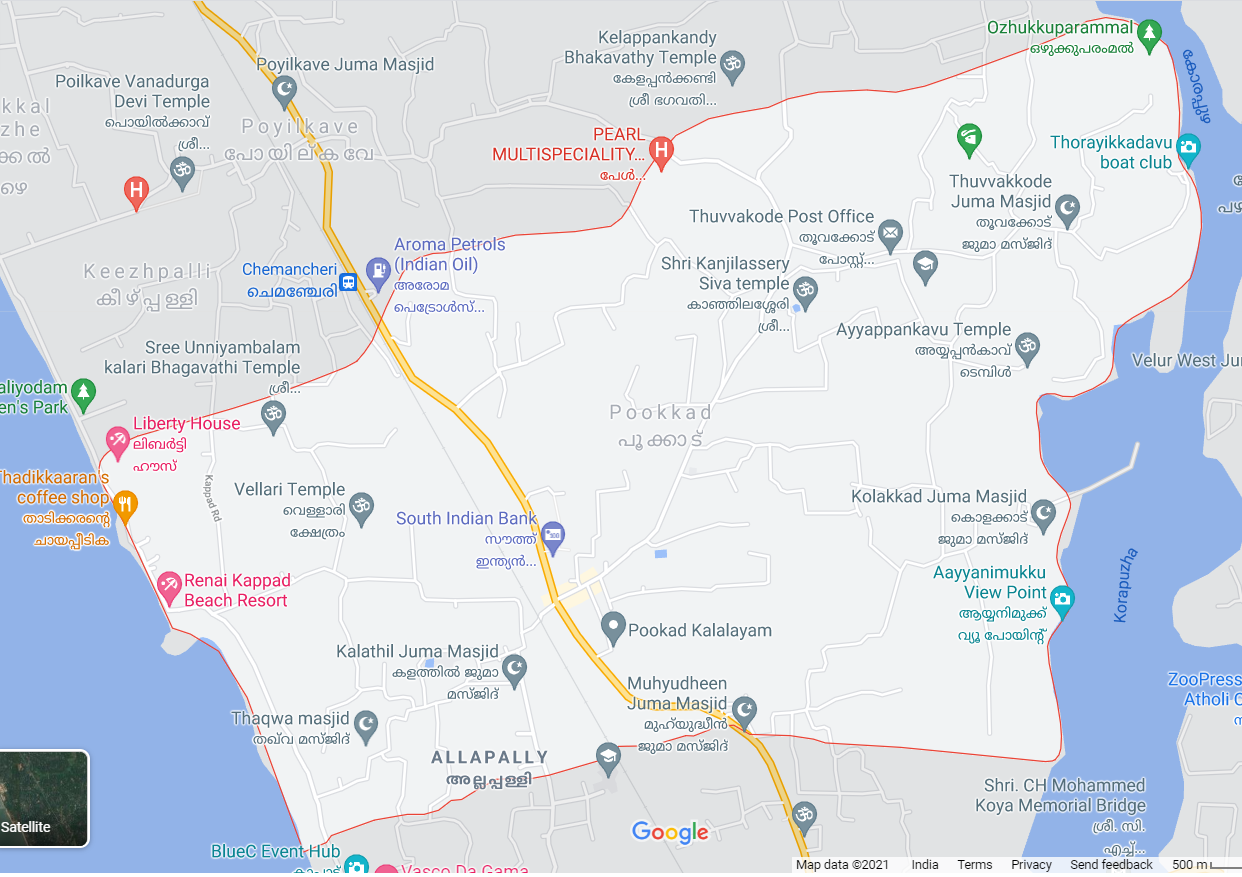 Ozhukkuparammal
ഒഴുക്കുപരംമൽ
Kelappankandy
Bhakavathy Temple
കേളപ്പൻക്കണ്ടി
ശ്രീ ഭഗവതി...
Poyilkave Juma Masjid
Poilkave Vanadurga
Devi Temple
പൊയിൽക്കാവ്
ശ്രീ...
കോരപ്പുഴ
Poyilkave
പോയില്കവേ
PEARL
MULTISPECIALITY...
പേൾ...
Thorayikkadavu
boat club
Thuvvakkode
Juma Masjid
തൂവക്കോട്
ജുമാ മസ്ജിദ്
Thuvvakode Post Office
തൂവക്കോട്
പോസ്റ്റ്...
Aroma Petrols
(Indian Oil)
അരോമ
പെട്രോൾസ്...
Chemancheri
ചെമഞ്ചേരി
Keezhpalli
കീഴ്പ്പള്ളി
Shri Kanjilassery
Siva temple
കാഞ്ഞിലശ്ശേരി
ശ്രീ...
Ayyappankavu Temple
അയ്യപ്പൻകാവ്
ടെമ്പിൾ
Sree Unniyambalam
kalari Bhagavathi Temple
ശ്രീ...
Velur West Jun
aliyodam
en's Park
Pookkad
പൂക്കാട്
Liberty House
ലിബർട്ടി
ഹൗസ്
Thadikkaaran's
coffee shop
താടിക്കരന്റെ
ചായപ്പീടിക
Kappad Rd
Vellari Temple
വെള്ളാരി
ക്ഷേത്രം
South Indian Bank
സൗത്ത്
ഇന്ത്യൻ...
Kolakkad Juma Masjid
കൊളക്കാട്
ജുമാ മസ്ജിദ്
Korapuzha
Aayyanimukku
View Point
ആയ്യനിമുക്ക്
വ്യൂ പോയിന്റ്
Renai Kappad
Beach Resort
Pookad Kalalayam
Kalathil Juma Masjid
കളത്തിൽ ജുമാ
മസ്ജിദ്
Muhyudheen
Juma Masjid
മുഹ്യുദ്ധീൻ
ജുമാ മസ്ജിദ്
ZooPress
Atholi
Thaqwa masjid
തഖ്‌വ മസ്ജിദ്
ALLAPALLY
അല്ലപ്പള്ളി
Shri. CH Mohammed
Koya Memorial Bridge
ശ്രീ. സി.
എച്ച്...
Satellite
Google
BlueC Event Hub
കാപ്പാട്
Vasco Da Gama
Map data ©2021 India Terms Privacy Send feedback 500 m